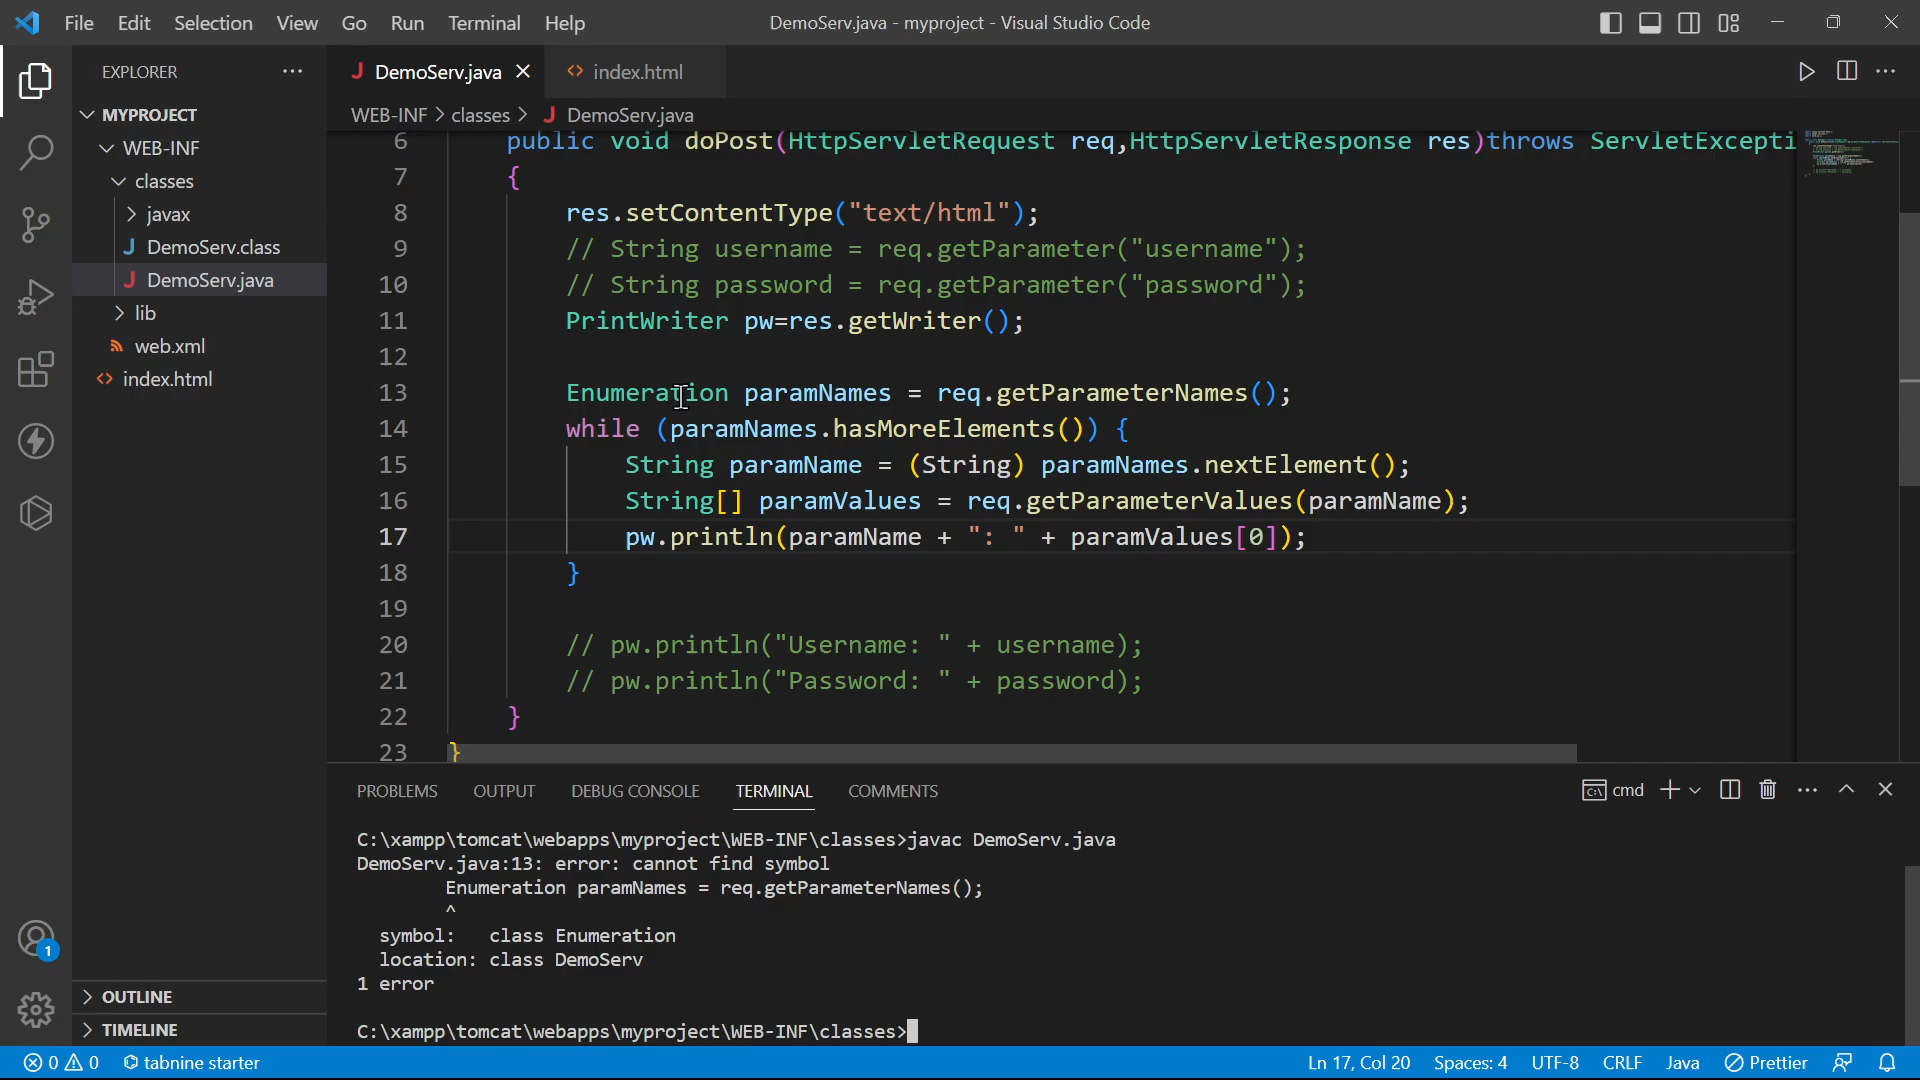 File Edit Selection View Go Run Terminal Help
DemoServ.java - myproject - Visual Studio Code
EXPLORER
MYPROJECT
WEB-INF
classes
javax
DemoServ.class
DemoServ.java
lib
web.xml
index.html
OUTLINE
TIMELINE
DemoServ.java
index.html
WEB-INF > classes > DemoServ.java
6 public void doPost(HttpServletRequest req,HttpServletResponse res)throws ServletExcepti
7 {
8 res.setContentType("text/html");
9 // String username = req.getParameter("username");
10 // String password = req.getParameter("password");
11 PrintWriter pw=res.getWriter();
12
13 Enumeration paramNames = req.getParameterNames();
14 while (paramNames.hasMoreElements()) {
15 String paramName = (String) paramNames.nextElement();
16 String[] paramValues = req.getParameterValues(paramName);
17 pw.println(paramName + ": " + paramValues[0]);
18 }
19
20 // pw.println("Username: " + username);
21 // pw.println("Password: " + password);
22 }
23 }
PROBLEMS OUTPUT DEBUG CONSOLE TERMINAL COMMENTS
cmd
C:\xampp\tomcat\webapps\myproject\WEB-INF\classes>javac DemoServ.java
DemoServ.java:13: error: cannot find symbol
Enumeration paramNames = req.getParameterNames();
^
symbol: class Enumeration
location: class DemoServ
1 error
C:\xampp\tomcat\webapps\myproject\WEB-INF\classes>
1
0 0 tabnine starter
Ln 17, Col 20 Spaces: 4 UTF-8 CRLF Java Prettier